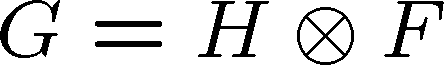 G = H ⊗ F